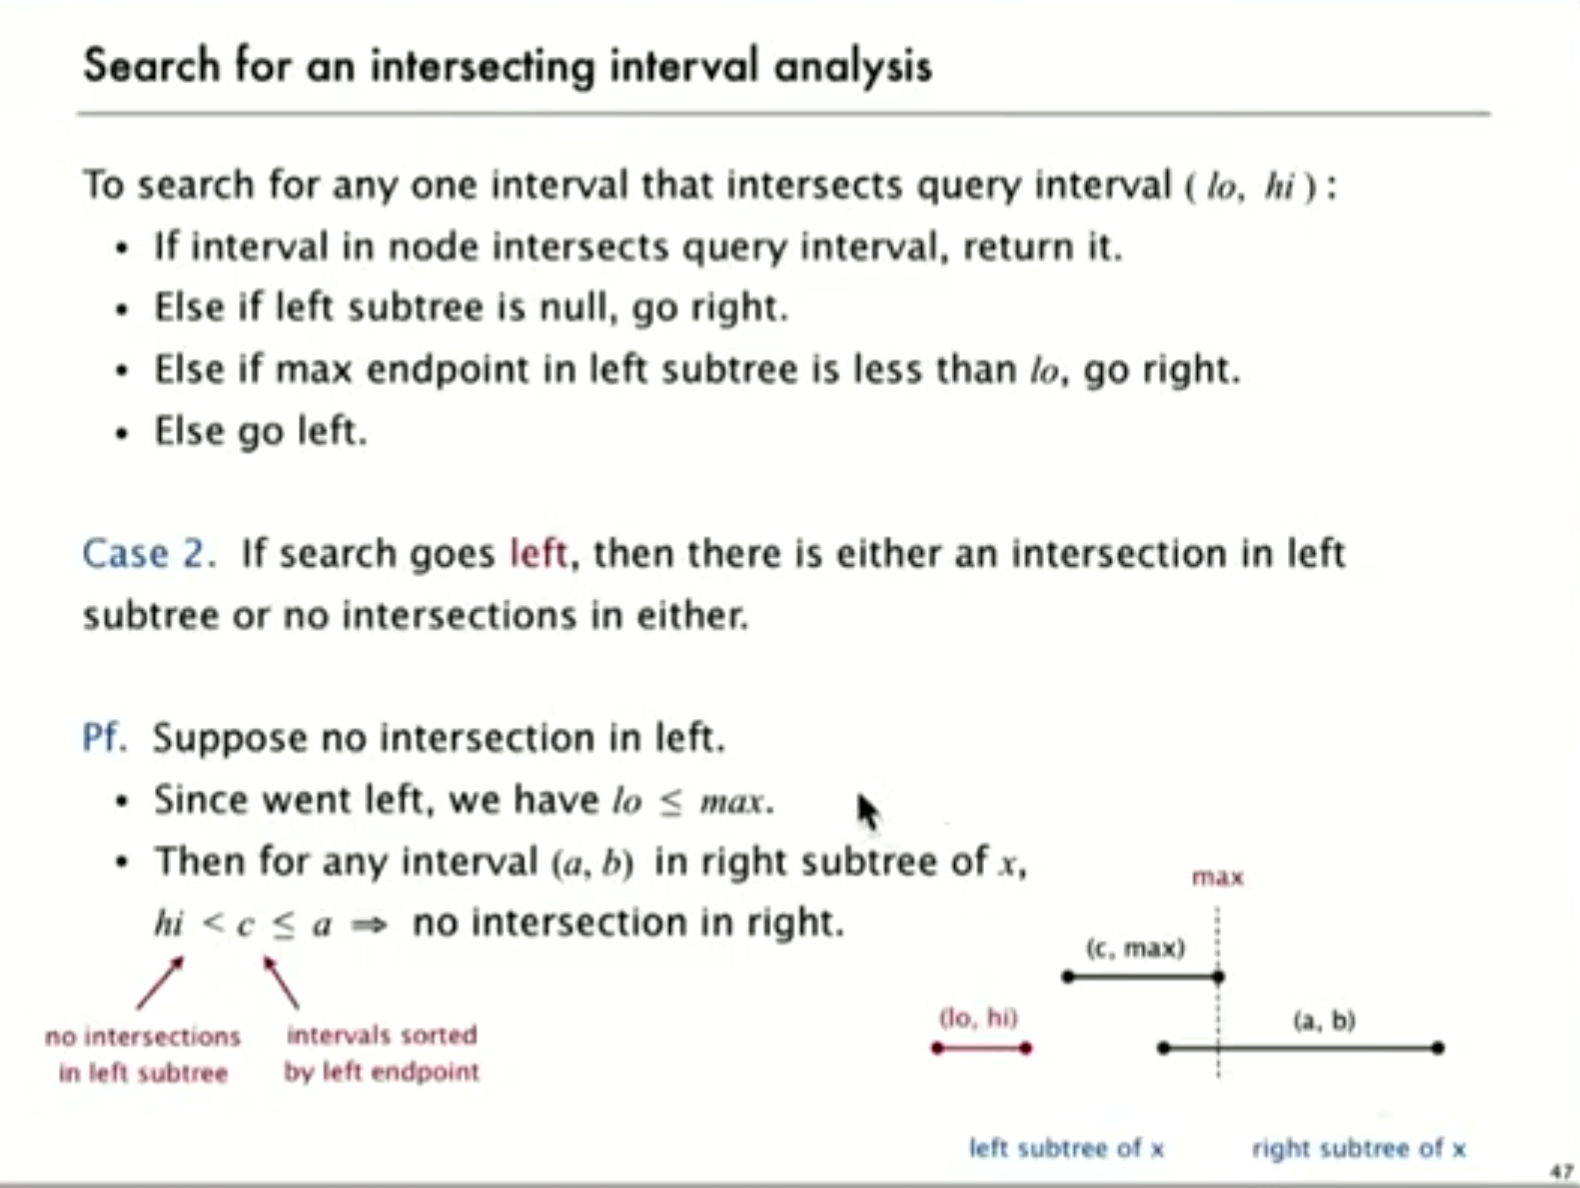 Search for an intersecting interval analysis
To search for any one interval that intersects query interval ( lo, hi ) :
• If interval in node intersects query interval, return it.
• Else if left subtree is null, go right.
• Else if max endpoint in left subtree is less than lo, go right.
• Else go left.
Case 2. If search goes left, then there is either an intersection in left
subtree or no intersections in either.
Pf. Suppose no intersection in left.
• Since went left, we have lo ≤ max.
• Then for any interval (a, b) in right subtree of x,
hi < c ≤ a ⇒ no intersection in right.
no intersections
in left subtree
intervals sorted
by left endpoint
max
(c, max)
(lo, hi)
(a, b)
left subtree of x
right subtree of x
47